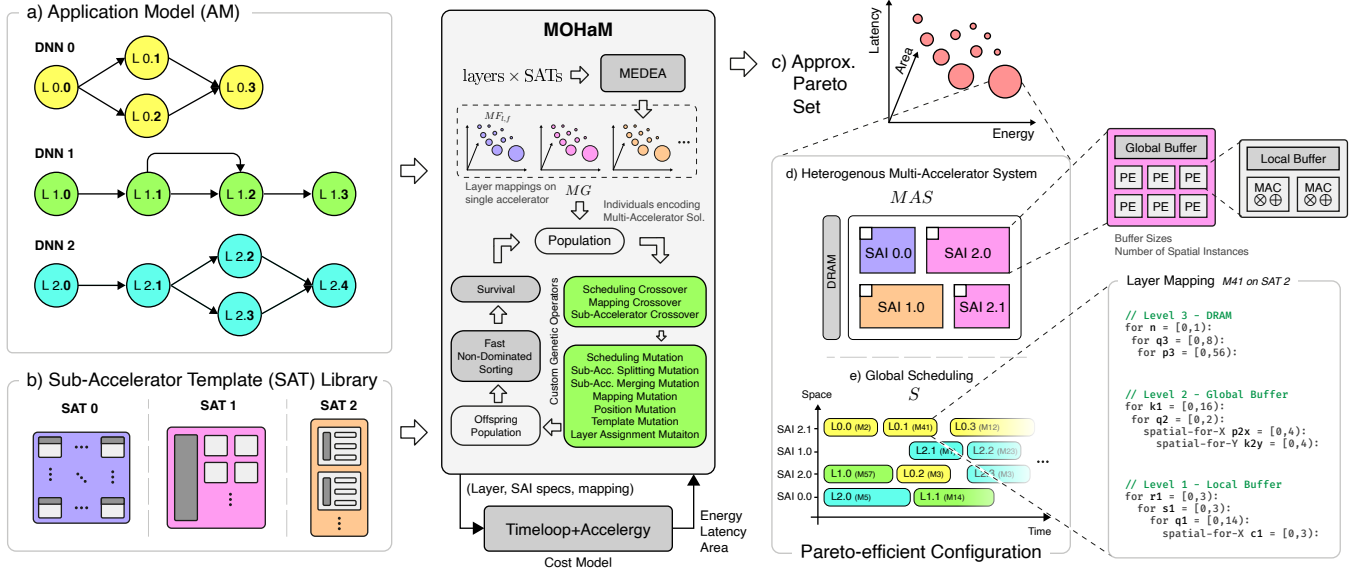 a) Application Model (AM)
DNN 0
L 0.0
L 0.1
L 0.2
L 0.3
DNN 1
L 1.0
L 1.1
L 1.2
L 1.3
DNN 2
L 2.0
L 2.1
L 2.2
L 2.3
L 2.4
b) Sub-Accelerator Template (SAT) Library
SAT 0
SAT 1
SAT 2
MOHaM
layers × SATs
MEDEA
MF_{l,f}
...
Layer mappings on
single accelerator
MG
Individuals encoding
Multi-Accelerator Sol.
Population
Survival
Fast
Non-Dominated
Sorting
Offspring
Population
Custom Genetic Operators
Scheduling Crossover
Mapping Crossover
Sub-Accelerator Crossover
Scheduling Mutation
Sub-Acc. Splitting Mutation
Sub-Acc. Merging Mutation
Mapping Mutation
Position Mutation
Template Mutation
Layer Assignment Mutaiton
(Layer, SAI specs, mapping)
Timeloop+Accelergy
Cost Model
Energy
Latency
Area
c) Approx.
Pareto
Set
Latency
Area
Energy
d) Heterogenous Multi-Accelerator System
MAS
DRAM
SAI 0.0
SAI 2.0
SAI 1.0
SAI 2.1
e) Global Scheduling
S
Space
SAI 2.1
L0.0 (M2)
L0.1 (M41)
L0.3 (M12)
SAI 1.0
L2.1
L2.2 (M23)
SAI 2.0
L1.0 (M57)
L0.2 (M3)
L2.3 (M3)
...
SAI 0.0
L2.0 (M5)
L1.1 (M14)
Time
Pareto-efficient Configuration
Global Buffer
PE PE PE
PE PE PE
Local Buffer
MAC
⊗⊕
MAC
⊗⊕
Buffer Sizes
Number of Spatial Instances
Layer Mapping M41 on SAT 2
// Level 3 - DRAM
for n = [0,1):
for q3 = [0,8):
for p3 = [0,56):
// Level 2 - Global Buffer
for k1 = [0,16):
for q2 = [0,2):
spatial-for-X p2x = [0,4):
spatial-for-Y k2y = [0,4):
// Level 1 - Local Buffer
for r1 = [0,3):
for s1 = [0,3):
for q1 = [0,14):
spatial-for-X c1 = [0,3):